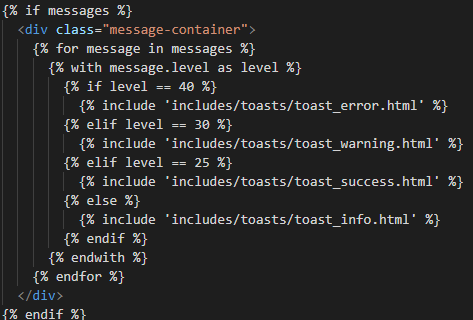 {% if messages %}
<div class="message-container">
{% for message in messages %}
{% with message.level as level %}
{% if level == 40 %}
{% include 'includes/toasts/toast_error.html' %}
{% elif level == 30 %}
{% include 'includes/toasts/toast_warning.html' %}
{% elif level == 25 %}
{% include 'includes/toasts/toast_success.html' %}
{% else %}
{% include 'includes/toasts/toast_info.html' %}
{% endif %}
{% endwith %}
{% endfor %}
</div>
{% endif %}